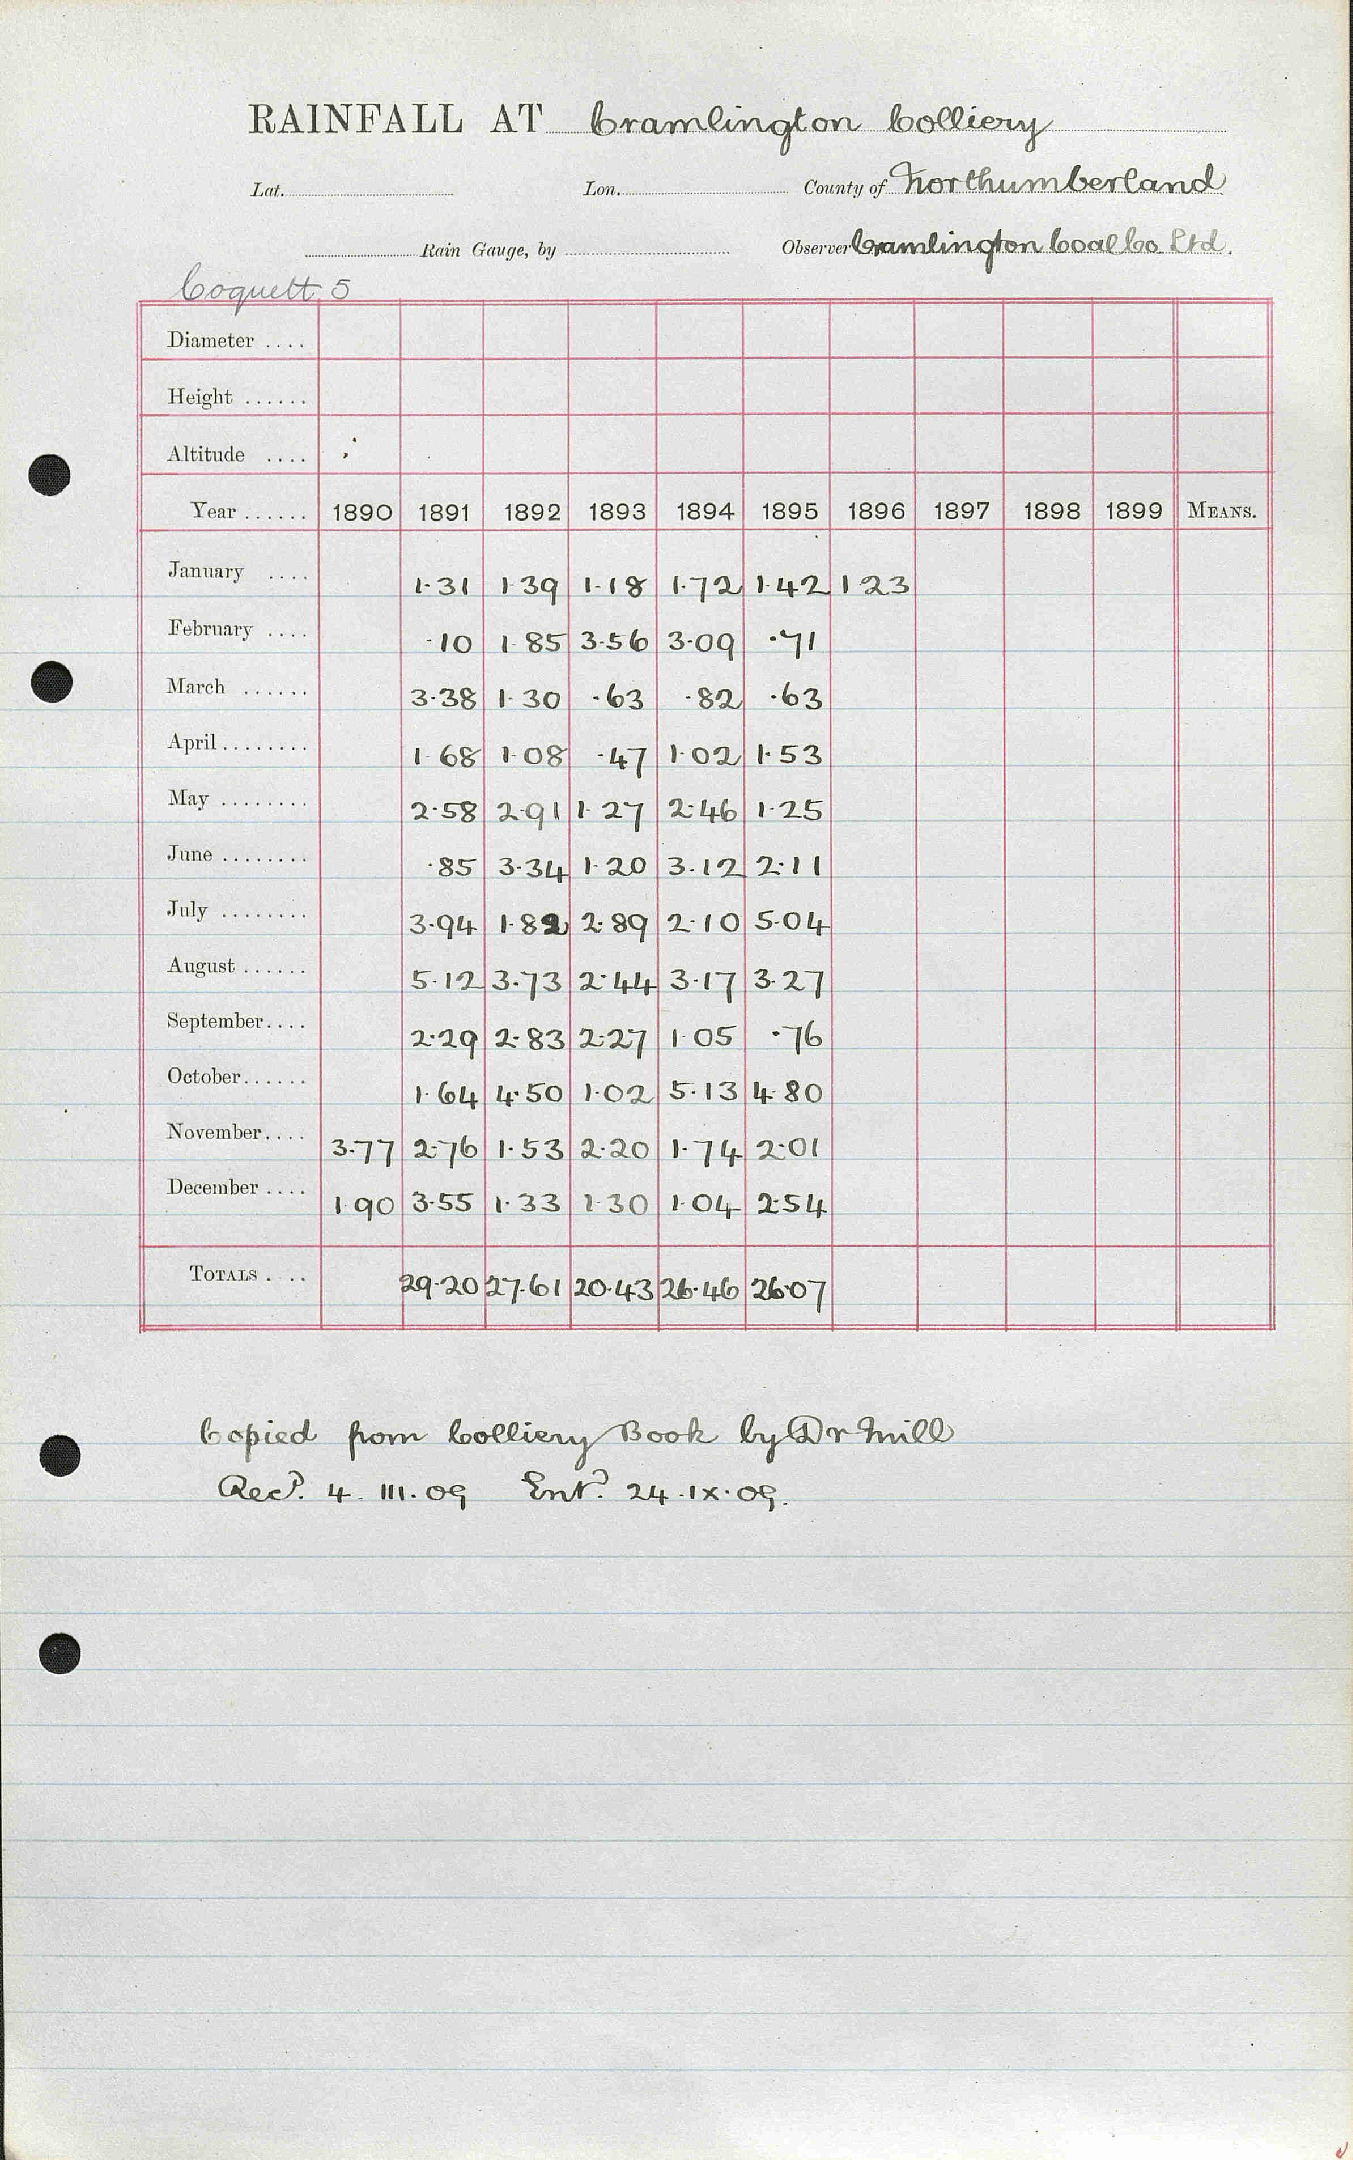 RAINFALL AT Cramlington Colliery
Lat. Lon. County of Northumberland
Rain Gauge, by Observer Cramlington Coal Co. Ltd.
Coquett 5
Diameter ....
Height ......
Altitude ....
Year ...... 1890 1891 1892 1893 1894 1895 1896 1897 1898 1899 MEANS.
January .... 1.31 1.39 1.18 1.72 1.42 1 23
February .... .10 1.85 3.56 3.09 .71
March ...... 3.38 1.30 .63 .82 .63
April ........ 1.68 1.08 .47 1.02 1.53
May ........ 2.58 2.91 1.27 2.46 1.25
June ........ .85 3.34 1.20 3.12 2.11
July ........ 3.94 1.82 2.89 2.10 5.04
August ...... 5.12 3.73 2.44 3.17 3.27
September.... 2.29 2.83 2.27 1.05 .76
October...... 1.64 4.50 1.02 5.13 4.80
November.... 3.77 2.76 1.53 2.20 1.74 2.01
December .... 1.90 3.55 1.33 1.30 1.04 2.54
TOTALS . .. 29.20 27.61 20.43 26.46 26.07
Copied from Colliery Book by Dr Mill
Recd. 4. III. 09 Entd. 24.IX.09.